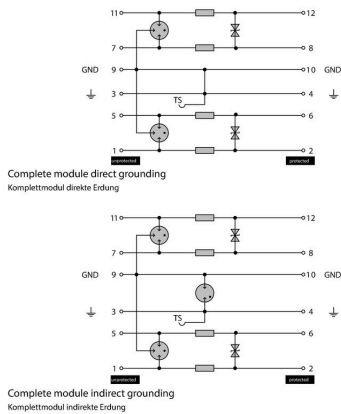 11 12
7 8
GND 9 10 GND
3 4
TS
5 6
1 2
unprotected protected
Complete module direct grounding
Komplettmodul direkte Erdung
11 12
7 8
GND 9 10 GND
3 4
TS
5 6
1 2
unprotected protected
Complete module indirect grounding
Komplettmodul indirekte Erdung